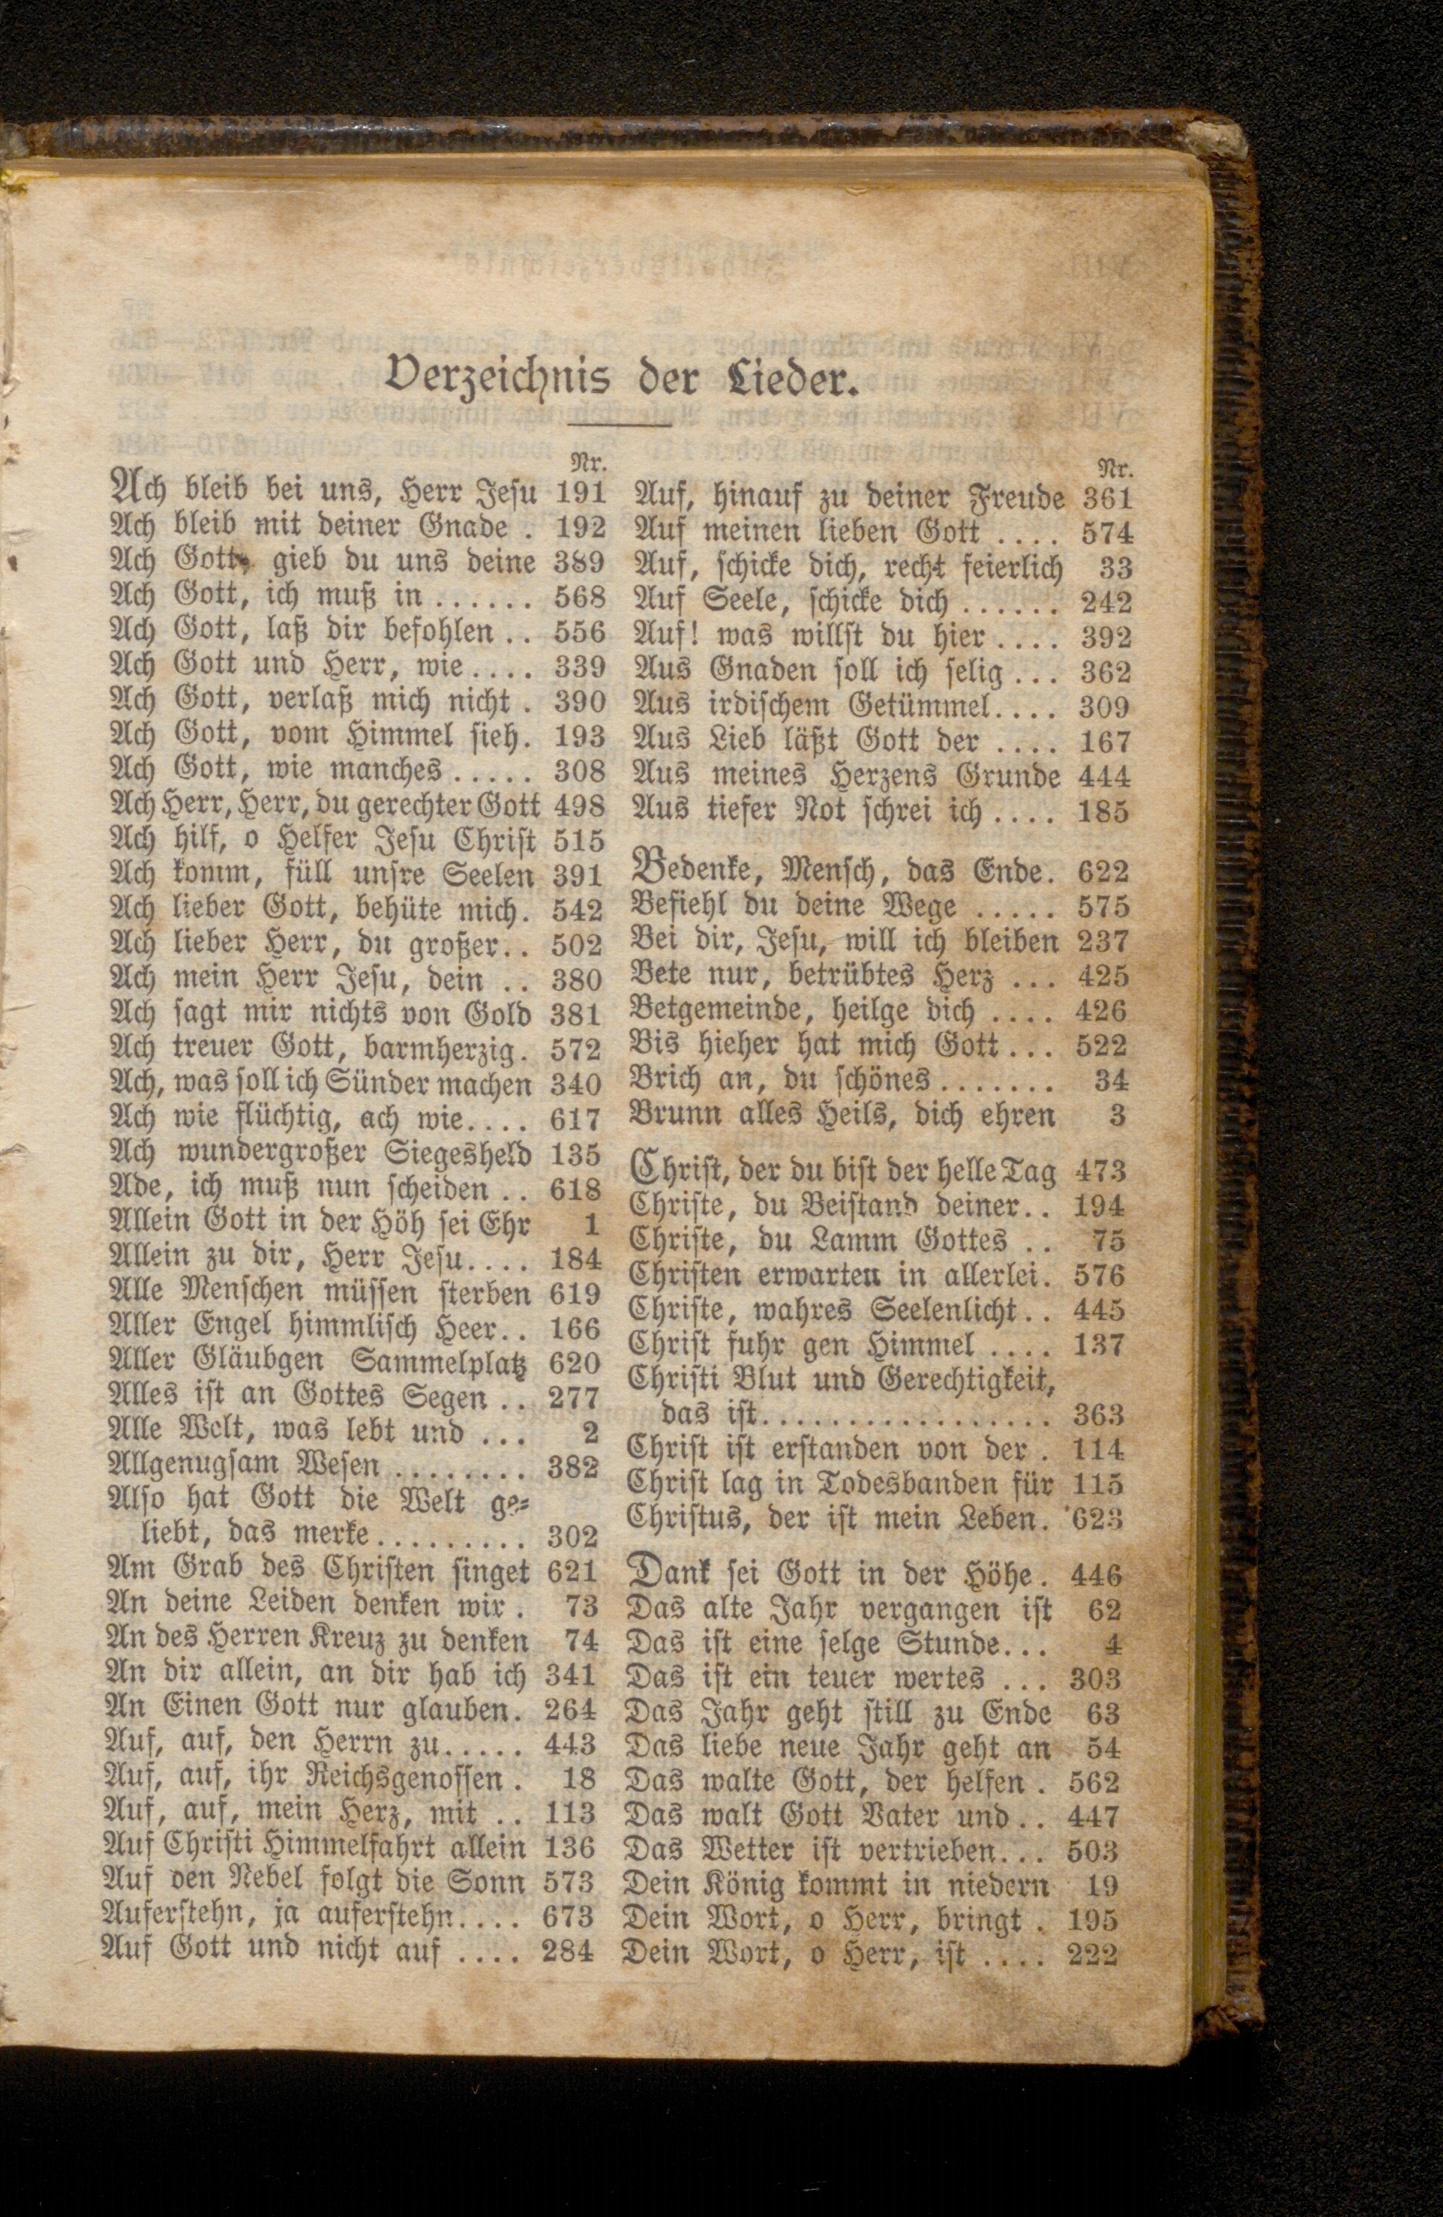 Verzeichnis der Lieder.
Nr.
Ach bleib bei uns, Herr Jesu 191
Ach bleib mit deiner Gnade . 192
Ach Gott, gieb du uns deine 389
Ach Gott, ich muß in ...... 568
Ach Gott, laß dir befohlen .. 556
Ach Gott und Herr, wie .... 339
Ach Gott, verlaß mich nicht . 390
Ach Gott, vom Himmel sieh. 193
Ach Gott, wie manches ..... 308
Ach Herr, Herr, du gerechter Gott 498
Ach hilf, o Helfer Jesu Christ 515
Ach komm, füll unsre Seelen 391
Ach lieber Gott, behüte mich. 542
Ach lieber Herr, du großer.. 502
Ach mein Herr Jesu, dein .. 380
Ach sagt mir nichts von Gold 381
Ach treuer Gott, barmherzig. 572
Ach, was soll ich Sünder machen 340
Ach wie flüchtig, ach wie.... 617
Ach wundergroßer Siegesheld 135
Ade, ich muß nun scheiden .. 618
Allein Gott in der Höh sei Ehr 1
Allein zu dir, Herr Jesu.... 184
Alle Menschen müssen sterben 619
Aller Engel himmlisch Heer.. 166
Aller Gläubgen Sammelplatz 620
Alles ist an Gottes Segen .. 277
Alle Welt, was lebt und ... 2
Allgenugsam Wesen ........ 382
Also hat Gott die Welt ge-
liebt, das merke.......... 302
Am Grab des Christen singet 621
An deine Leiden denken wir . 73
An des Herren Kreuz zu denken 74
An dir allein, an dir hab ich 341
An Einen Gott nur glauben. 264
Auf, auf, den Herrn zu..... 443
Auf, auf, ihr Reichsgenossen . 18
Auf, auf, mein Herz, mit .. 113
Auf Christi Himmelfahrt allein 136
Auf den Nebel folgt die Sonn 573
Auferstehn, ja auferstehn.... 673
Auf Gott und nicht auf .... 284
Nr.
Auf, hinauf zu deiner Freude 361
Auf meinen lieben Gott .... 574
Auf, schicke dich, recht feierlich 33
Auf Seele, schicke dich ...... 242
Auf! was willst du hier .... 392
Aus Gnaden soll ich selig ... 362
Aus irdischem Getümmel.... 309
Aus Lieb läßt Gott der .... 167
Aus meines Herzens Grunde 444
Aus tiefer Not schrei ich .... 185
Bedenke, Mensch, das Ende. 622
Befiehl du deine Wege ..... 575
Bei dir, Jesu, will ich bleiben 237
Bete nur, betrübtes Herz ... 425
Betgemeinde, heilge dich .... 426
Bis hieher hat mich Gott ... 522
Brich an, du schönes ....... 34
Brunn alles Heils, dich ehren 3
Christ, der du bist der helle Tag 473
Christe, du Beistand deiner.. 194
Christe, du Lamm Gottes .. 75
Christen erwarten in allerlei. 576
Christe, wahres Seelenlicht.. 445
Christ fuhr gen Himmel .... 137
Christi Blut und Gerechtigkeit,
das ist.................. 363
Christ ist erstanden von der . 114
Christ lag in Todesbanden für 115
Christus, der ist mein Leben. 623
Dank sei Gott in der Höhe. 446
Das alte Jahr vergangen ist 62
Das ist eine selge Stunde... 4
Das ist ein teuer wertes ... 303
Das Jahr geht still zu Ende 63
Das liebe neue Jahr geht an 54
Das walte Gott, der helfen . 562
Das walt Gott Vater und .. 447
Das Wetter ist vertrieben... 503
Dein König kommt in niedern 19
Dein Wort, o Herr, bringt . 195
Dein Wort, o Herr, ist .... 222